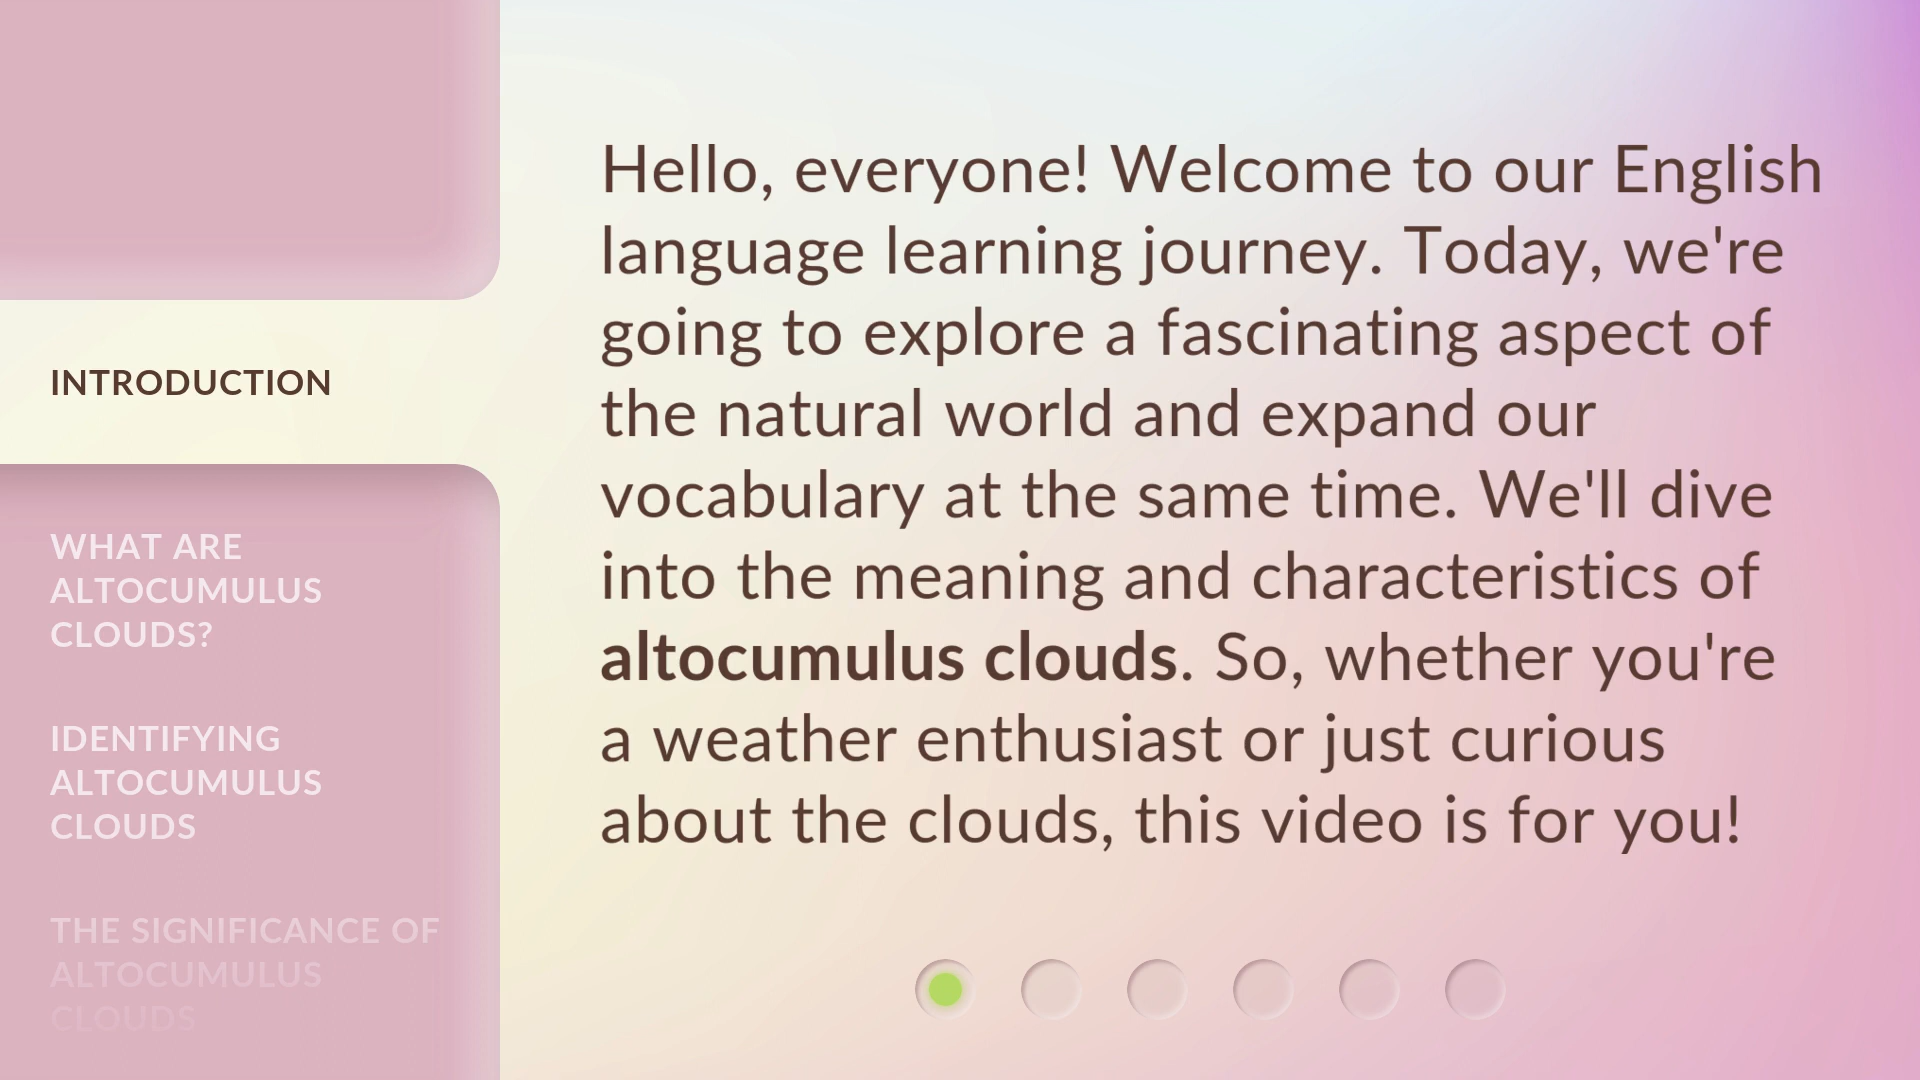 INTRODUCTION
WHAT ARE
ALTOCUMULUS
CLOUDS?
IDENTIFYING
ALTOCUMULUS
CLOUDS
THE SIGNIFICANCE OF
ALTOCUMULUS
CLOUDS
Hello, everyone! Welcome to our English
language learning journey. Today, we're
going to explore a fascinating aspect of
the natural world and expand our
vocabulary at the same time. We'll dive
into the meaning and characteristics of
altocumulus clouds. So, whether you're
a weather enthusiast or just curious
about the clouds, this video is for you!